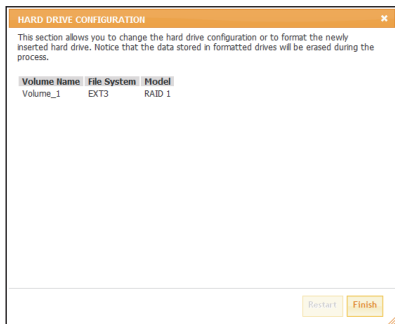 HARD DRIVE CONFIGURATION
This section allows you to change the hard drive configuration or to format the newly
inserted hard drive. Notice that the data stored in formatted drives will be erased during the
process.
Volume Name File System Model
Volume_1 EXT3 RAID 1
Restart Finish